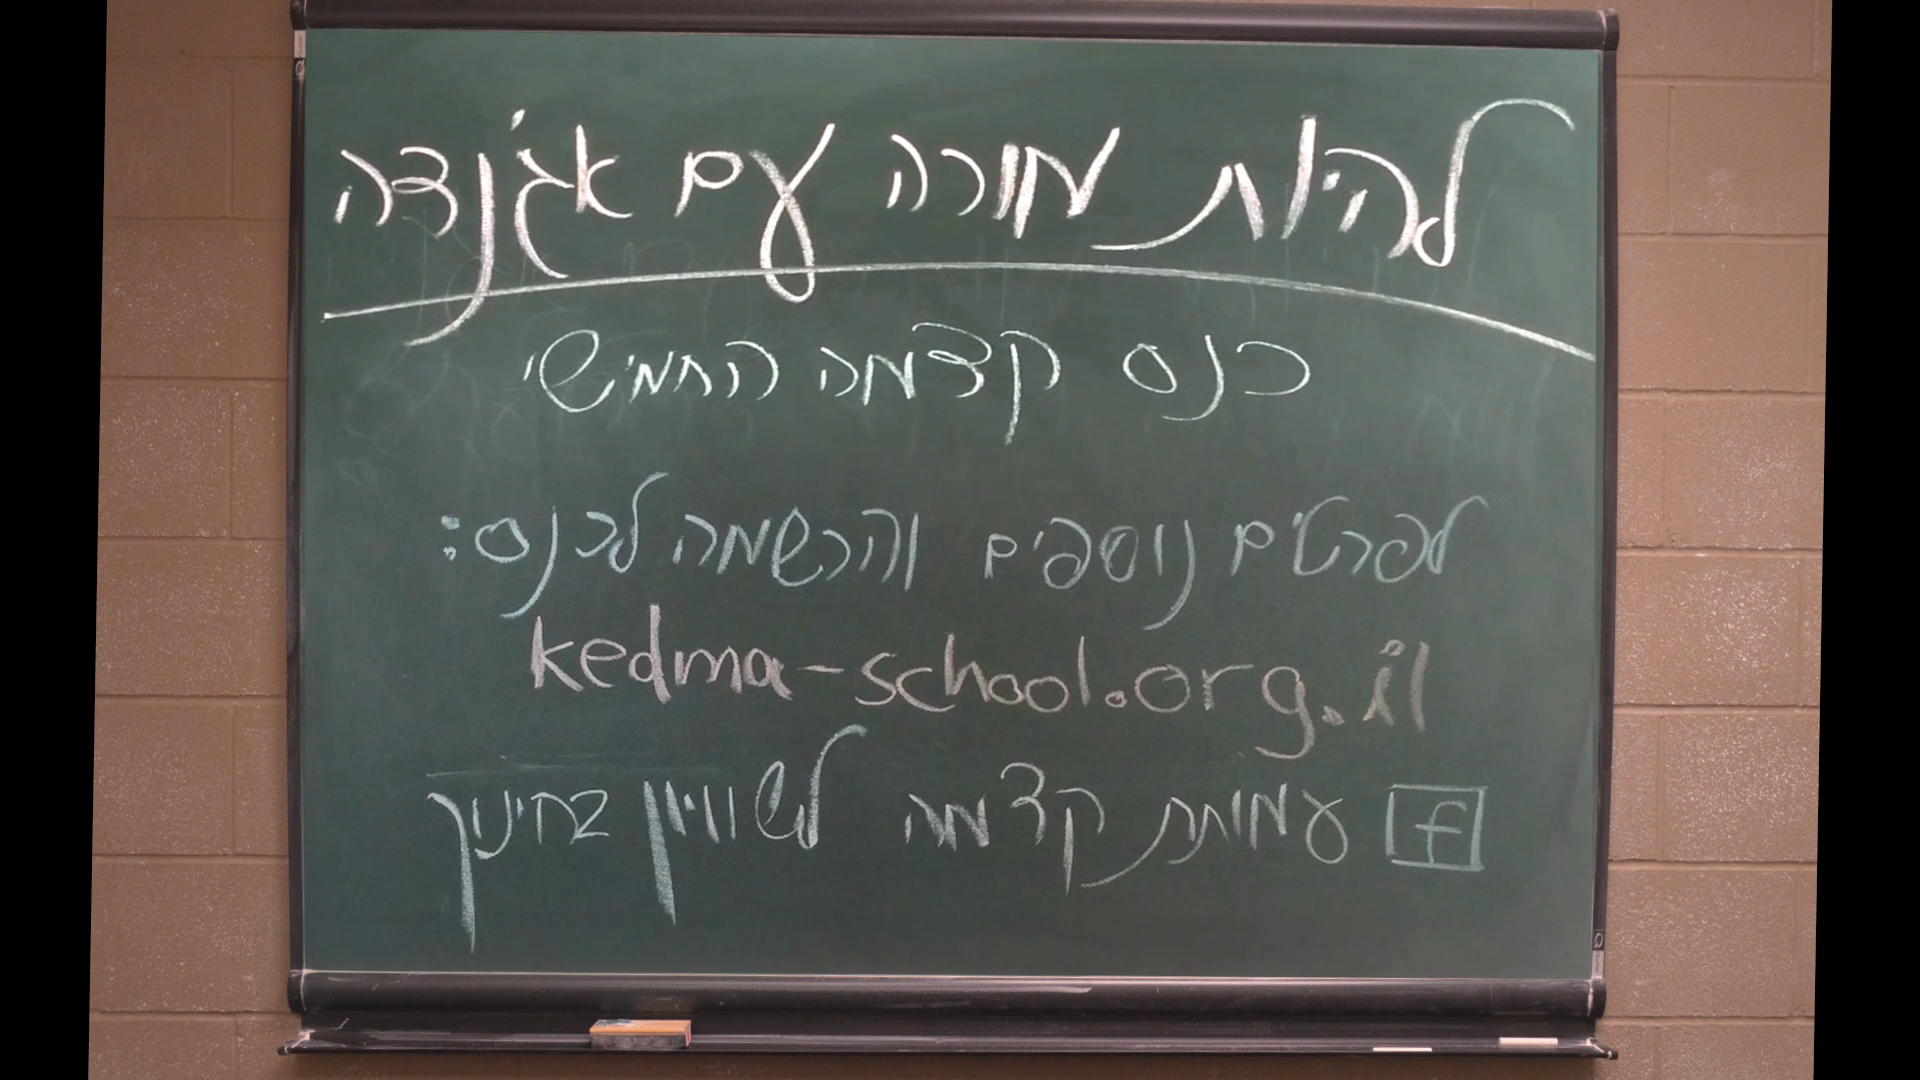 להיות מורה עם אג'נדה
כנס קדמה החמישי
לפרטים נוספים והרשמה לכנס:
kedma-school.org.il
f עמותת קדמה לשוויון בחינוך